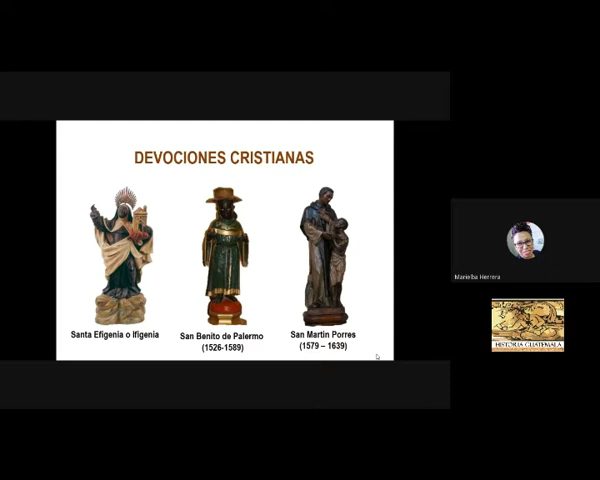 DEVOCIONES CRISTIANAS
Santa Efigenia o Ifigenia
San Benito de Palermo
(1526-1589)
San Martin Porres
(1579 – 1639)
Marielba Herrera
HISTORIA GUATEMALA